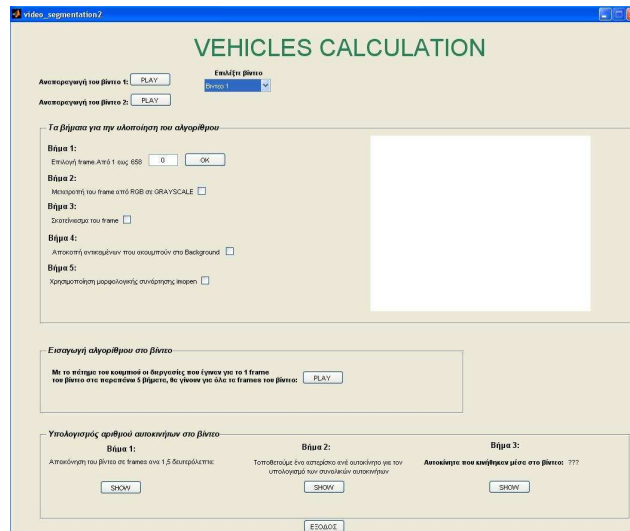 video_segmentation2
VEHICLES CALCULATION
Αναπαραγωγή του βίντεο 1: PLAY
Επιλέξτε βίντεο
Βιντεο 1
Αναπαραγωγή του βίντεο 2: PLAY
Τα βήματα για την υλοποίηση του αλγορίθμου
Βήμα 1:
Επιλογή frame.Από 1 εως 658 0 OK
Βήμα 2:
Μετατροπή του frame από RGB σε GRAYSCALE
Βήμα 3:
Σκοτείνιασμα του frame
Βήμα 4:
Αποκοπή αντικειμένων που ακουμπούν στο Background
Βήμα 5:
Χρησιμοποίηση μορφολογικής συνάρτησης imopen
Εισαγωγή αλγορίθμου στο βίντεο
Με το πάτημα του κουμπιού οι διεργασίες που έγιναν για το 1 frame
του βίντεο στα παραπάνω 5 βήματα, θα γίνουν για όλα τα frames του βίντεο: PLAY
Υπολογισμός αριθμού αυτοκινήτων στο βίντεο
Βήμα 1:
Απεικόνηση του βίντεο σε frames ανα 1,5 δευτερόλεπτα:
SHOW
Βήμα 2:
Τοποθετούμε ένα αστερίσκο ανά αυτοκίνητο για τον
υπολογισμό των συνολικών αυτοκινήτων
SHOW
Βήμα 3:
Αυτοκίνητα που κινήθηκαν μέσα στο βίντεο: ???
SHOW
ΕΞΟΔΟΣ